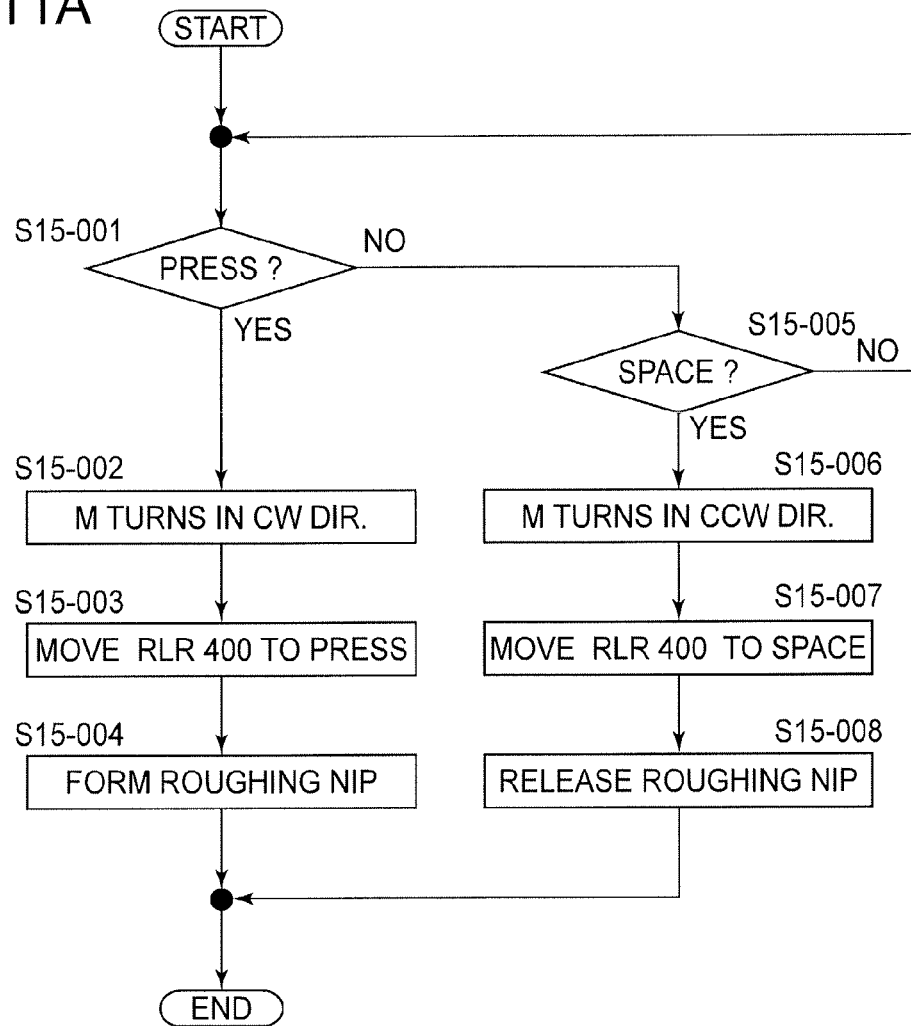 11A
START
S15-001
PRESS ?
NO
YES
S15-005
SPACE ?
NO
YES
S15-002
M TURNS IN CW DIR.
S15-006
M TURNS IN CCW DIR.
S15-003
MOVE RLR 400 TO PRESS
S15-007
MOVE RLR 400 TO SPACE
S15-004
FORM ROUGHING NIP
S15-008
RELEASE ROUGHING NIP
END